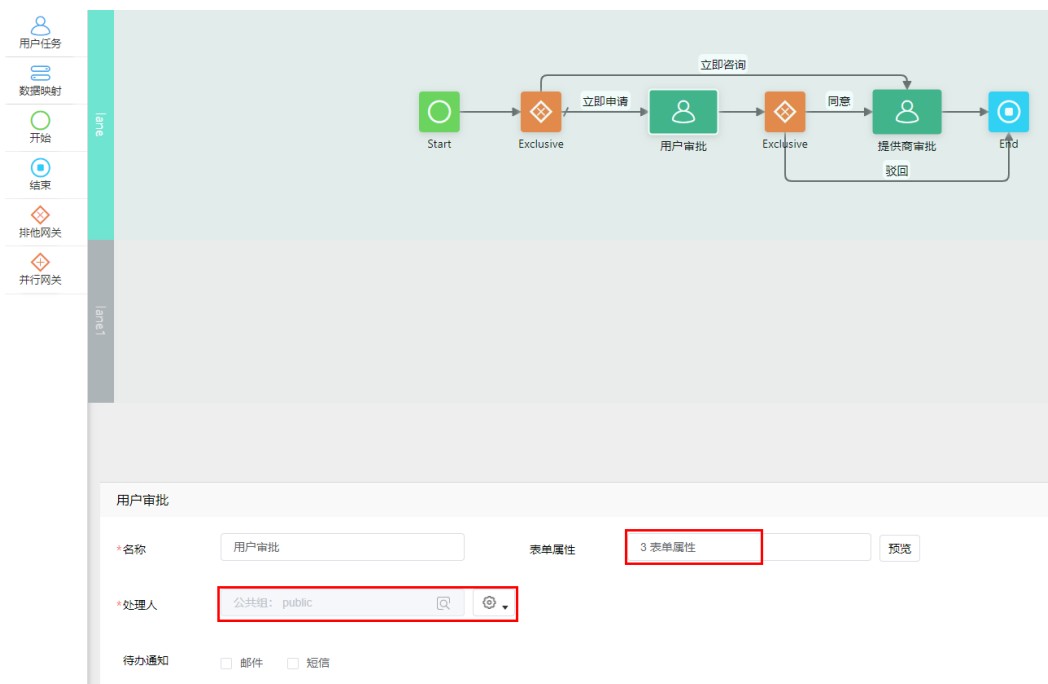 用户任务
数据映射
开始
结束
排他网关
并行网关
lane
lane1
立即咨询
立即申请
同意
Start
Exclusive
用户审批
Exclusive
提供商审批
End
驳回
用户审批
*名称
用户审批
表单属性
3 表单属性
预览
*处理人
公共组: public
待办通知
邮件
短信